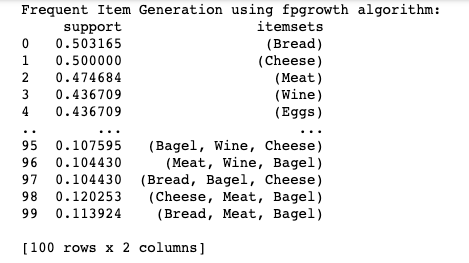 Frequent Item Generation using fpgrowth algorithm:
support itemsets
0 0.503165 (Bread)
1 0.500000 (Cheese)
2 0.474684 (Meat)
3 0.436709 (Wine)
4 0.436709 (Eggs)
.. ... ...
95 0.107595 (Bagel, Wine, Cheese)
96 0.104430 (Meat, Wine, Bagel)
97 0.104430 (Bread, Bagel, Cheese)
98 0.120253 (Cheese, Meat, Bagel)
99 0.113924 (Bread, Meat, Bagel)
[100 rows x 2 columns]